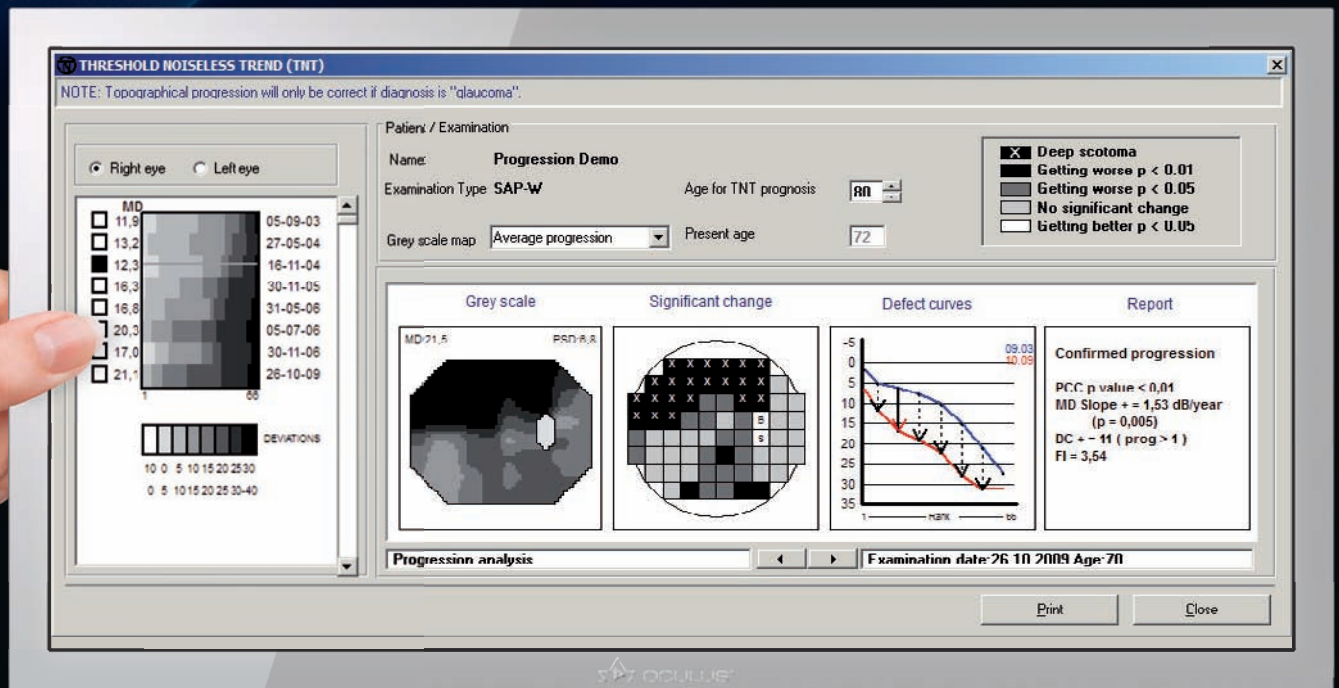 THRESHOLD NOISELESS TREND (TNT)
NOTE: Topographical progression will only be correct if diagnosis is "glaucoma".
Right eye
Left eye
MD
11,9 05-09-03
13,2 27-05-04
12,3 16-11-04
16,3 30-11-05
16,8 31-05-06
20,3 05-07-06
17,0 30-11-06
21,1 26-10-09
1 66
DEVIATIONS
10 0 5 10 15 20 25 30
0 5 10 15 20 25 30-40
Patient / Examination
Name: Progression Demo
Examination Type SAP-W
Age for TNT prognosis 80
Grey scale map Average progression
Present age 72
X Deep scotoma
Getting worse p < 0.01
Getting worse p < 0.05
No significant change
Getting better p < 0.05
Grey scale
MD:21,5 PSD:6,8
Significant change
X X X X X X
X X X X X X X
X X X X X
X X X
B
s
Defect curves
09.03
10.09
-5
0
5
10
15
20
25
30
35
1 Rank 66
Report
Confirmed progression
PCC p value < 0,01
MD Slope + = 1,53 dB/year
(p = 0,005)
DC + - 11 ( prog > 1 )
FI = 3,54
Progression analysis
Examination date:26.10.2009 Age:70
Print
Close
OCULUS